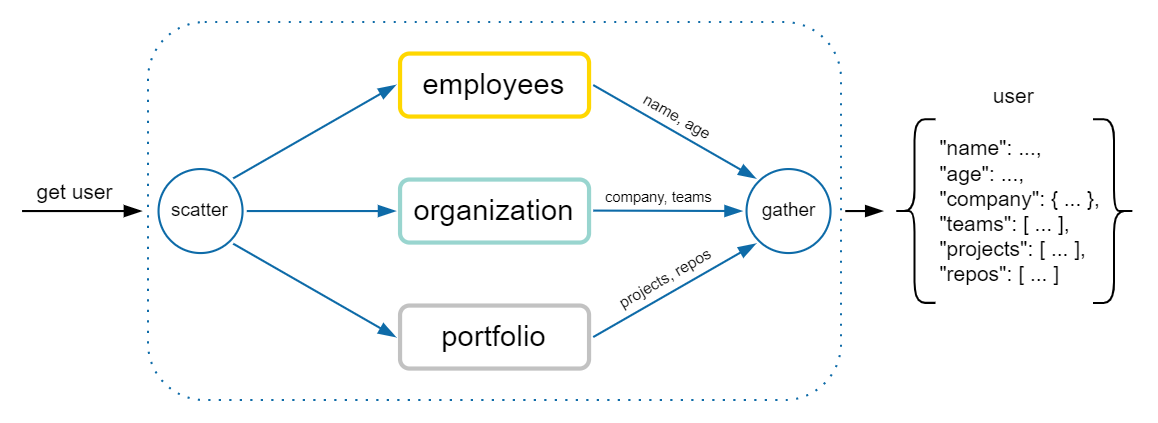 get user
scatter
employees
organization
portfolio
name, age
company, teams
projects, repos
gather
user
"name": ...,
"age": ...,
"company": { ... },
"teams": [ ... ],
"projects": [ ... ],
"repos": [ ... ]